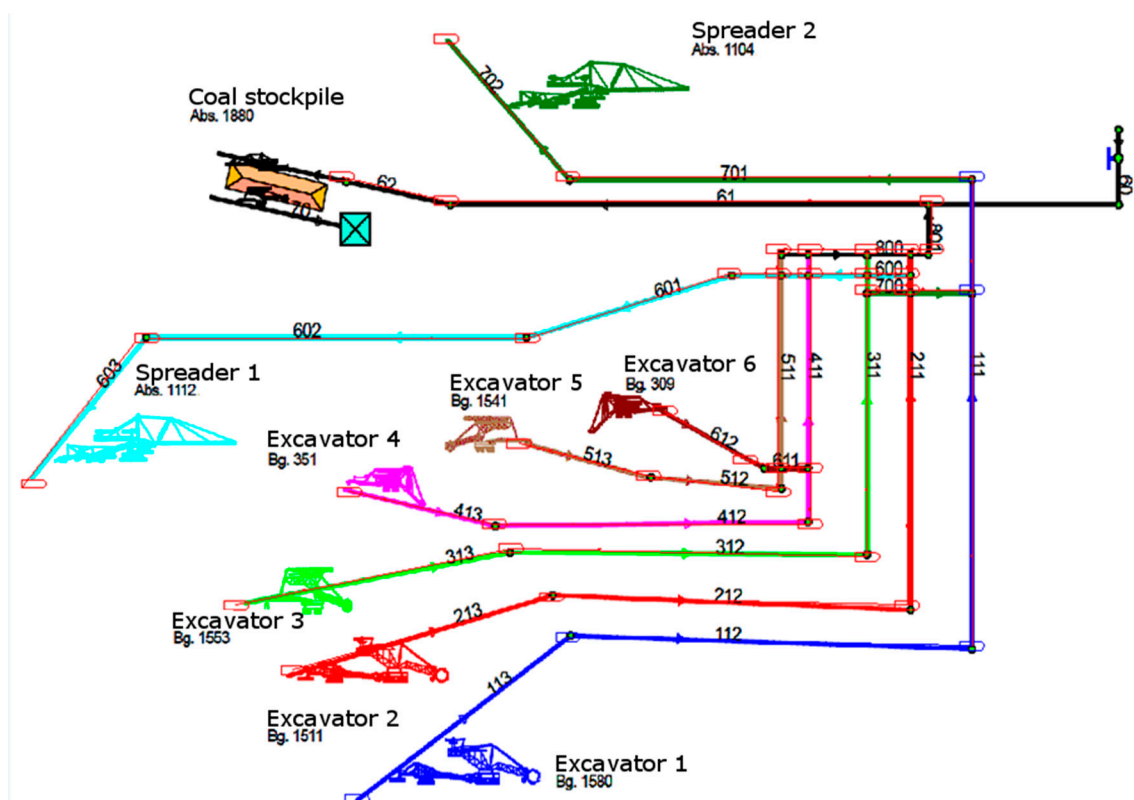 Spreader 2
Abs. 1104
702
Coal stockpile
Abs. 1880
701
62
61
60
70
801
800
600
700
601
602
603
Spreader 1
Abs. 1112
Excavator 6
Bg. 309
Excavator 5
Bg. 1541
511
411
311
211
111
612
611
513
512
Excavator 4
Bg. 351
413
412
313
312
Excavator 3
Bg. 1553
213
212
112
113
Excavator 2
Bg. 1511
Excavator 1
Bg. 1580